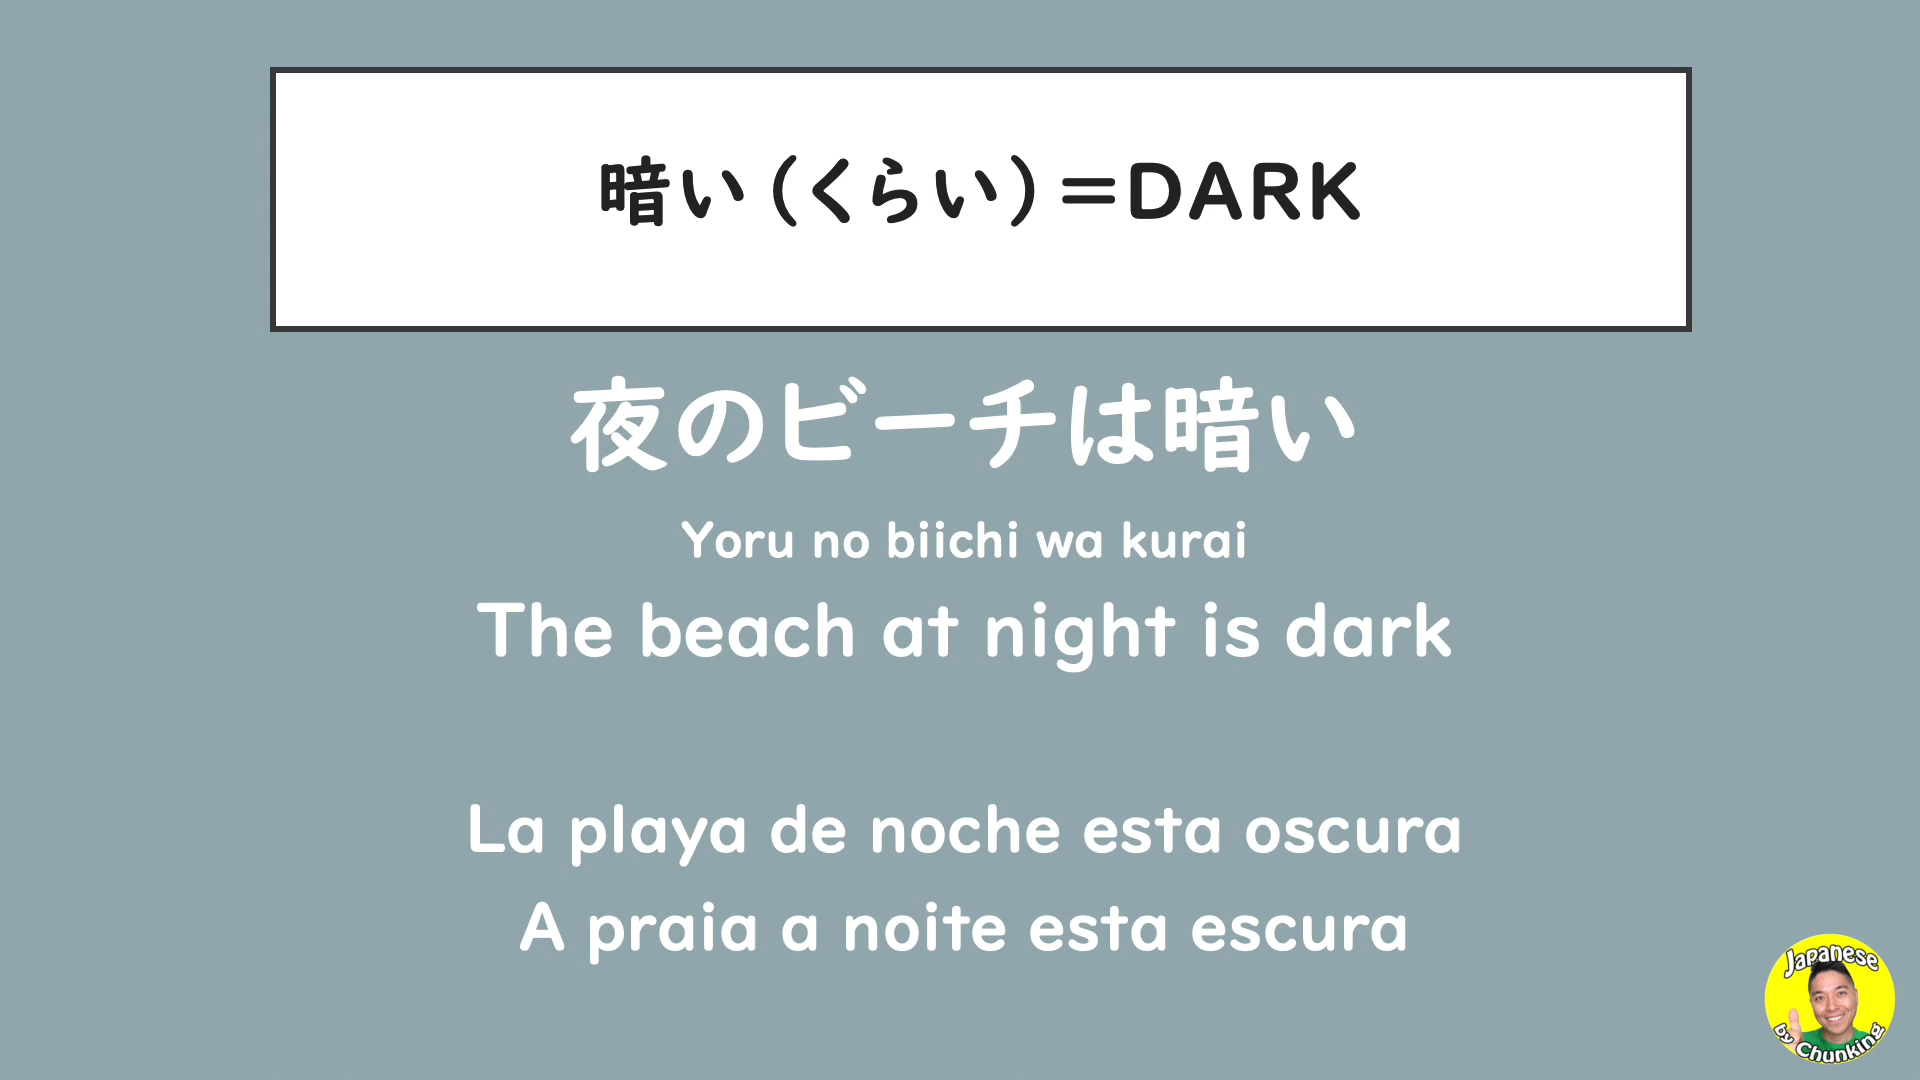 暗い（くらい）＝DARK
夜のビーチは暗い
Yoru no biichi wa kurai
The beach at night is dark
La playa de noche esta oscura
A praia a noite esta escura
Japanese
by Chunking